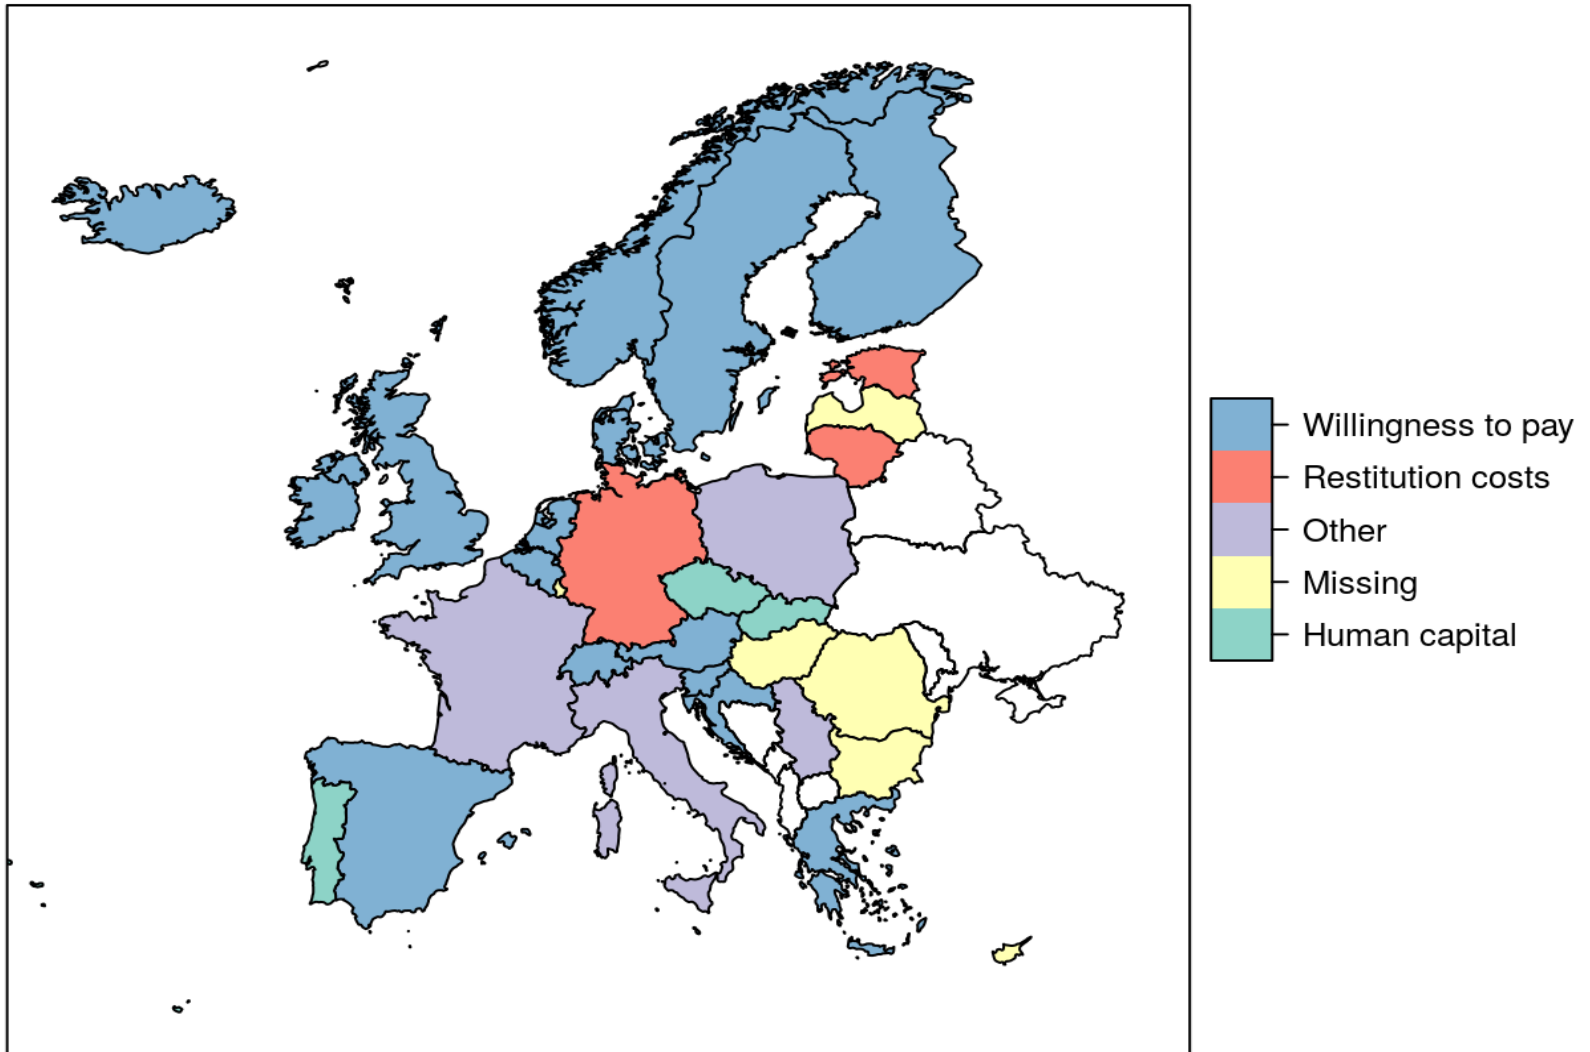 Willingness to pay
Restitution costs
Other
Missing
Human capital